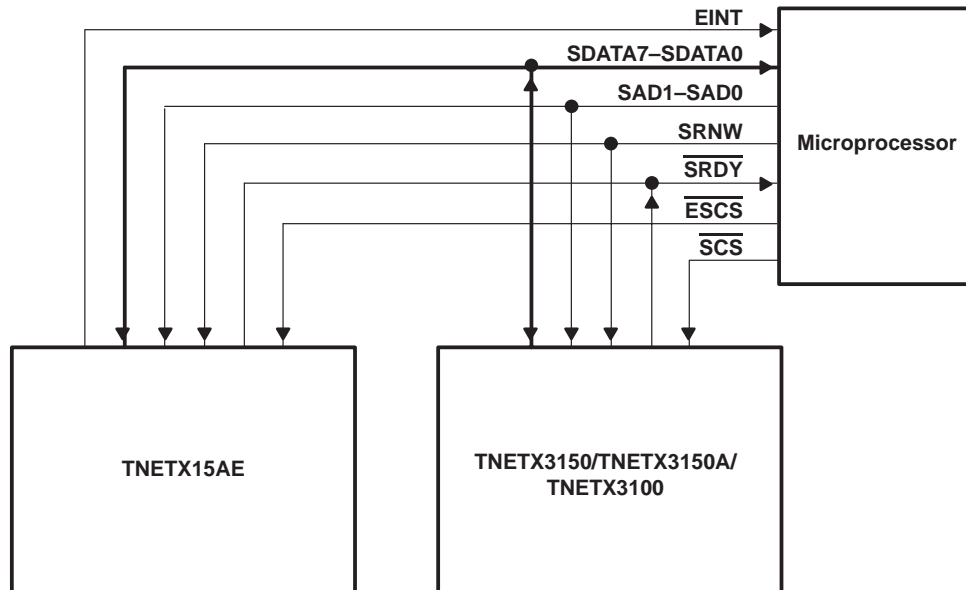 EINT
SDATA7–SDATA0
SAD1–SAD0
SRNW
SRDY
ESCS
SCS
Microprocessor
TNETX15AE
TNETX3150/TNETX3150A/
TNETX3100